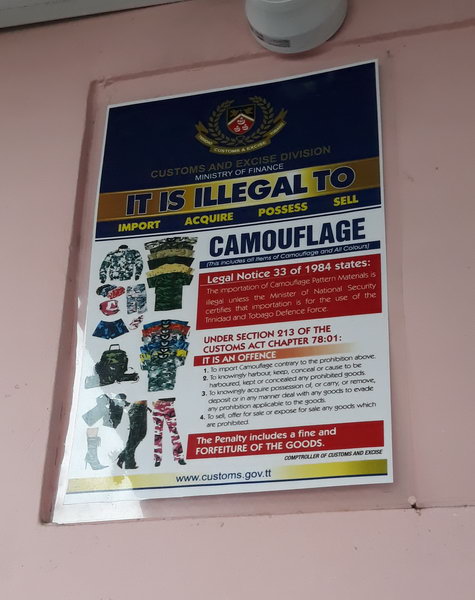 CUSTOMS & EXCISE
CUSTOMS AND EXCISE DIVISION
MINISTRY OF FINANCE
IT IS ILLEGAL TO
IMPORT ACQUIRE POSSESS SELL
CAMOUFLAGE
(This includes all items of Camouflage and All Colours)
Legal Notice 33 of 1984 states:
The importation of Camouflage Pattern Materials is
illegal unless the Minister of National Security
certifies that importation is for the use of the
Trinidad and Tobago Defence Force.
UNDER SECTION 213 OF THE
CUSTOMS ACT CHAPTER 78:01:
IT IS AN OFFENCE
1. To import Camouflage contrary to the prohibition above.
2. To knowingly harbour, keep, conceal or cause to be
harboured, kept or concealed any prohibited goods.
3. To knowingly acquire possession of, or carry, or remove,
deposit or in any manner deal with any goods to evade
any prohibition applicable to the goods.
4. To sell, offer for sale or expose for sale any goods which
are prohibited.
The Penalty includes a fine and
FORFEITURE OF THE GOODS.
COMPTROLLER OF CUSTOMS AND EXCISE
www.customs.gov.tt